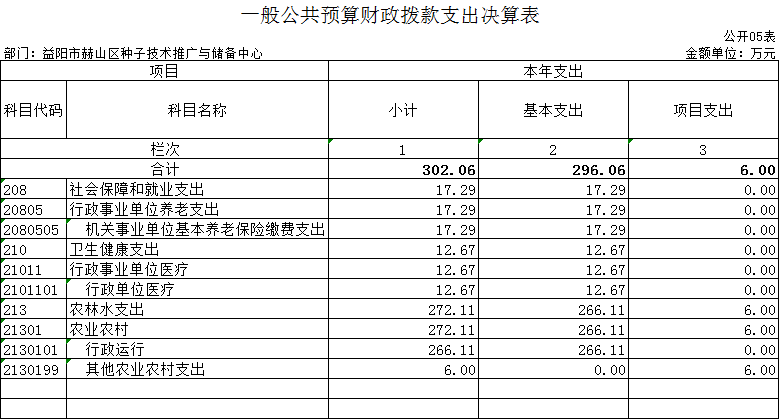 一般公共预算财政拨款支出决算表
公开05表
部门：益阳市赫山区种子技术推广与储备中心 金额单位：万元
项目 本年支出
科目代码 科目名称 小计 基本支出 项目支出
栏次 1 2 3
合计 302.06 296.06 6.00
208 社会保障和就业支出 17.29 17.29 0.00
20805 行政事业单位养老支出 17.29 17.29 0.00
2080505 机关事业单位基本养老保险缴费支出 17.29 17.29 0.00
210 卫生健康支出 12.67 12.67 0.00
21011 行政事业单位医疗 12.67 12.67 0.00
2101101 行政单位医疗 12.67 12.67 0.00
213 农林水支出 272.11 266.11 6.00
21301 农业农村 272.11 266.11 6.00
2130101 行政运行 266.11 266.11 0.00
2130199 其他农业农村支出 6.00 0.00 6.00